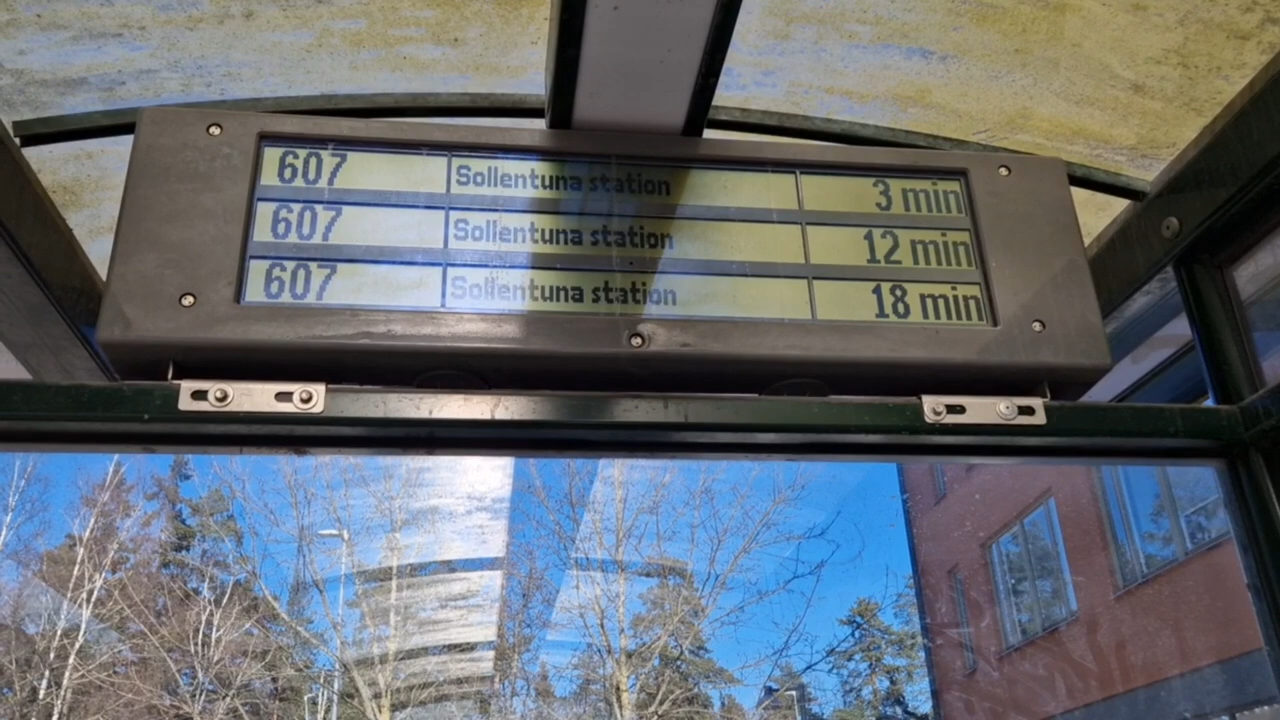 607 Sollentuna station 3 min
607 Sollentuna station 12 min
607 Sollentuna station 18 min